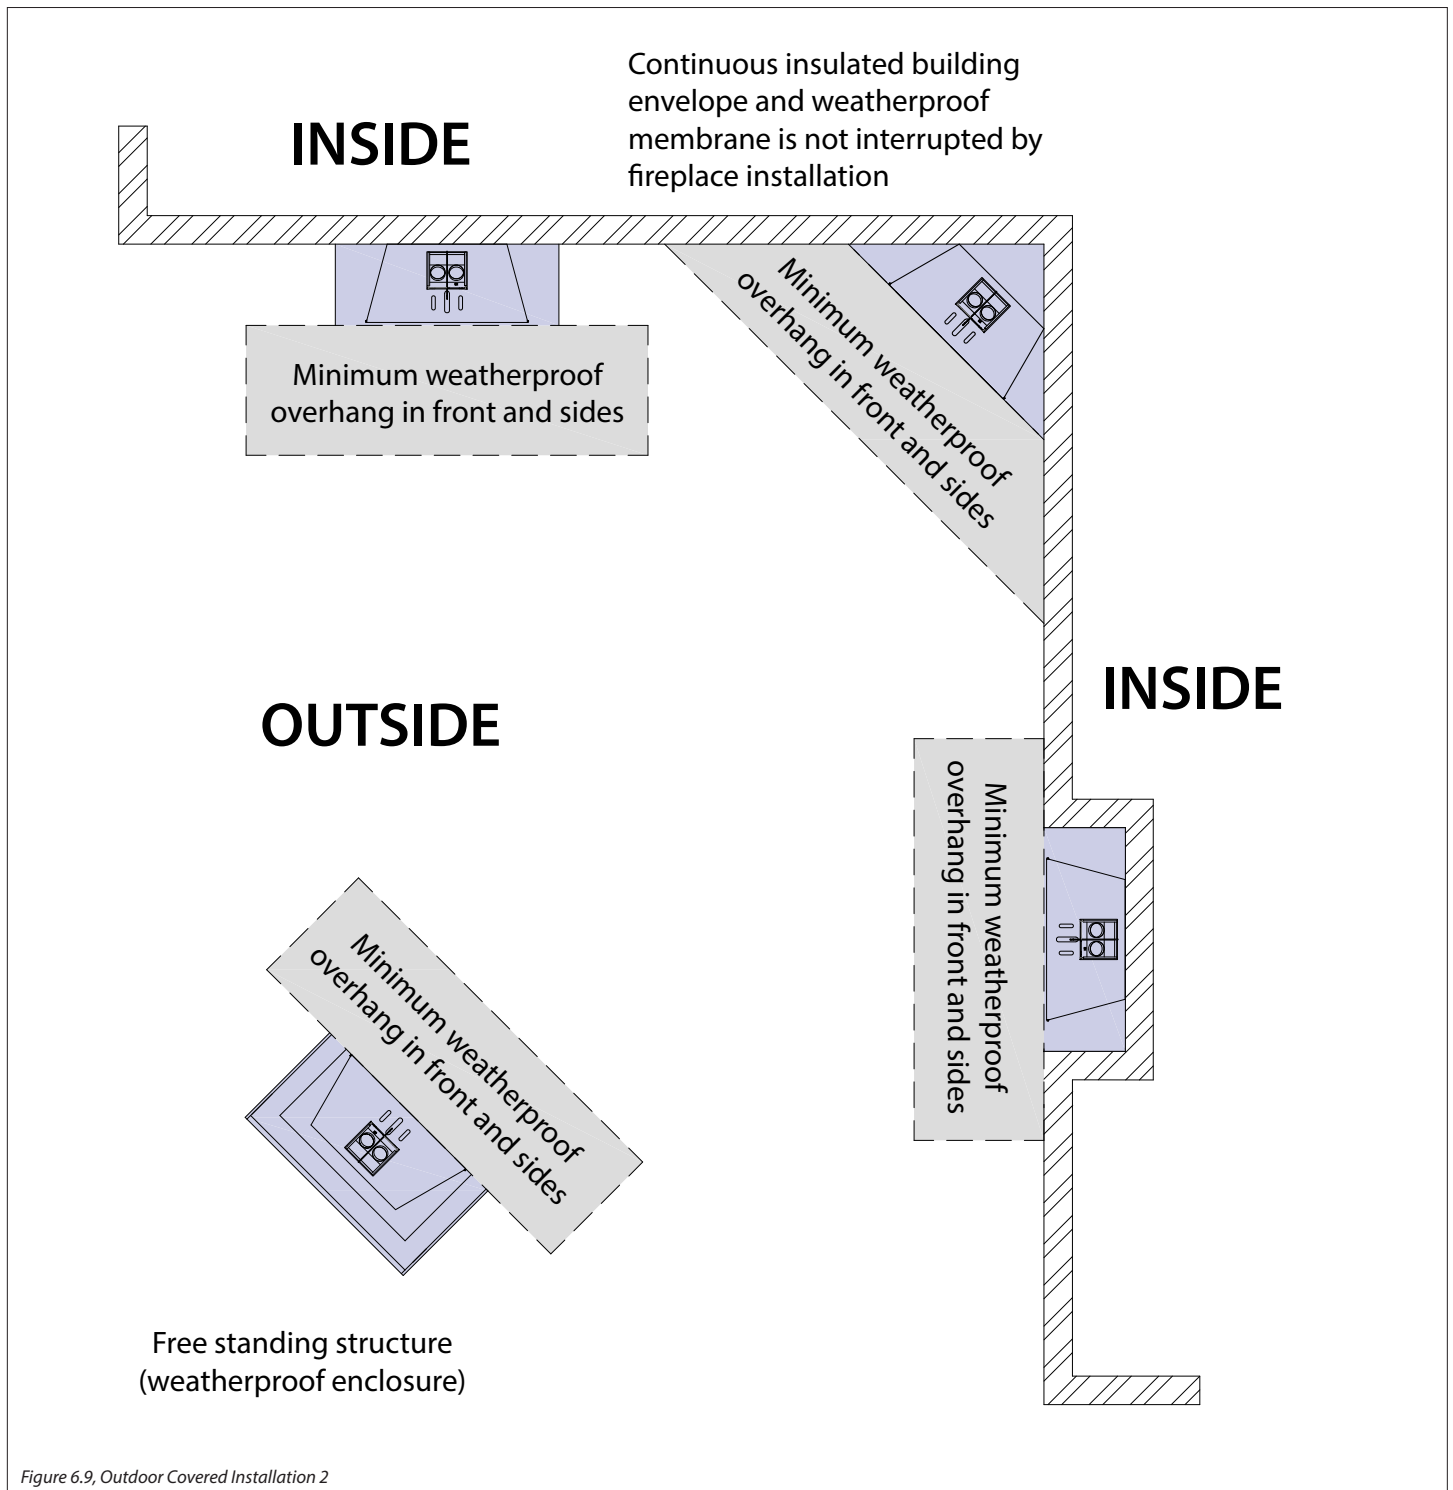 Continuous insulated building
envelope and weatherproof
membrane is not interrupted by
fireplace installation
INSIDE
Minimum weatherproof
overhang in front and sides
Minimum weatherproof
overhang in front and sides
INSIDE
OUTSIDE
Minimum weatherproof
overhang in front and sides
Minimum weatherproof
overhang in front and sides
Free standing structure
(weatherproof enclosure)
Figure 6.9, Outdoor Covered Installation 2